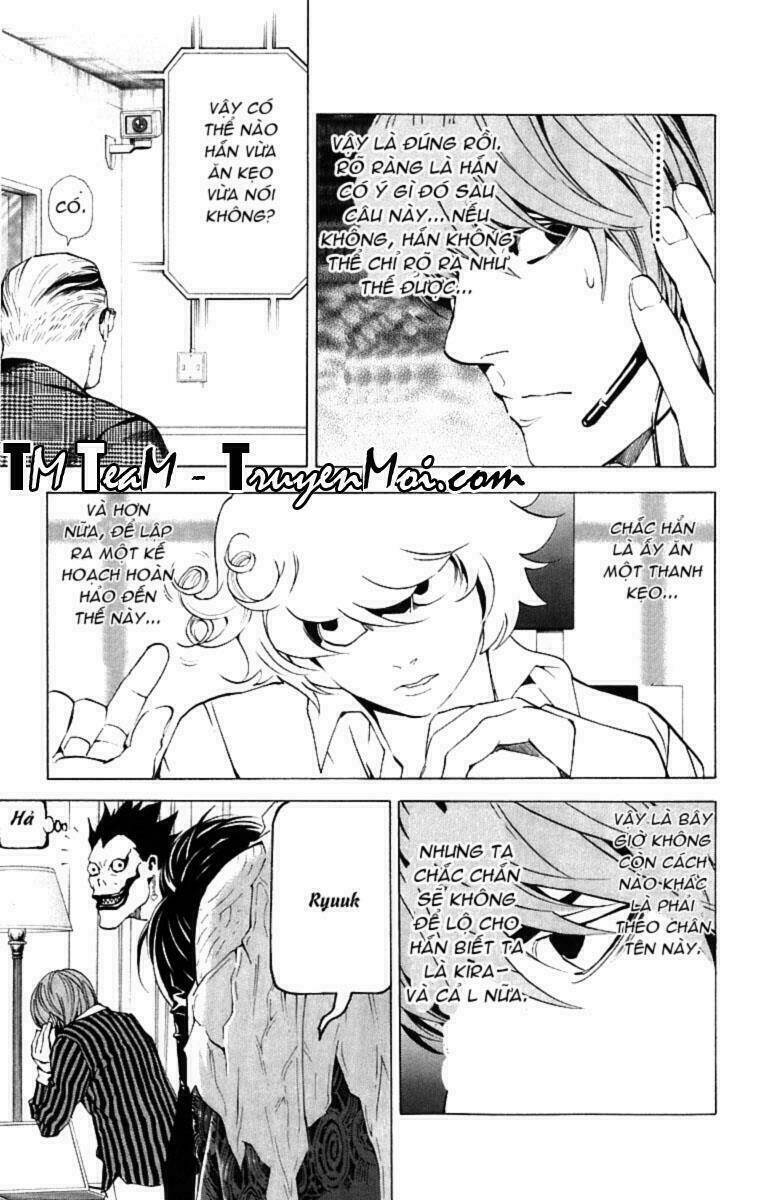 VẬY LÀ ĐÚNG RỒI.
RÕ RÀNG LÀ HẮN
CÓ Ý GÌ ĐÓ SAU
CÂU NÀY... NẾU
KHÔNG, HẮN KHÔNG
THỂ CHỈ RÕ RA NHƯ
THẾ ĐƯỢC...
VẬY CÓ
THỂ NÀO
HẮN VỪA
ĂN KẸO
VỪA NÓI
KHÔNG?
CÓ.
TM TEAM - TRUYENMOI.COM
CHẮC HẲN
LÀ ẤY ĂN
MỘT THANH
KẸO...
VÀ HƠN
NỮA, ĐỂ LẬP
RA MỘT KẾ
HOẠCH HOÀN
HẢO ĐẾN
THẾ NÀY...
VẬY LÀ BÂY
GIỜ KHÔNG
CÒN CÁCH
NÀO KHÁC
LÀ PHẢI
THEO CHÂN
TÊN NÀY.
NHƯNG TA
CHẮC CHẮN
SẼ KHÔNG
ĐỂ LỘ CHO
HẮN BIẾT TA
LÀ KIRA-
VÀ CẢ L NỮA.
Ryuuk
Hả